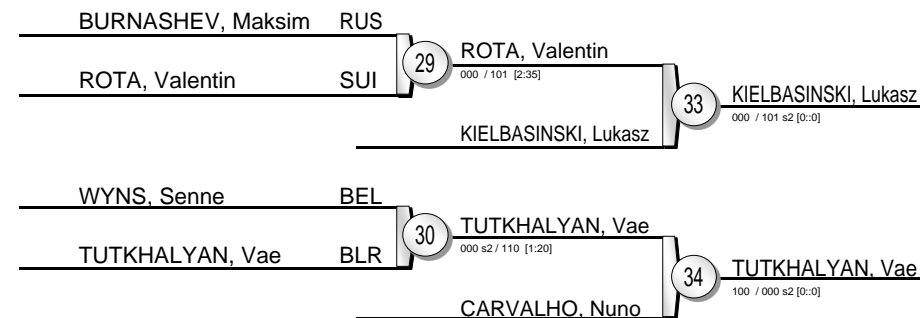 BURNASHEV, Maksim RUS
29
ROTA, Valentin
000 / 101 [2:35]
ROTA, Valentin SUI
33
KIELBASINSKI, Lukasz
000 / 101 s2 [0::0]
KIELBASINSKI, Lukasz
WYNS, Senne BEL
30
TUTKHALYAN, Vae
000 s2 / 110 [1:20]
TUTKHALYAN, Vae BLR
34
TUTKHALYAN, Vae
100 / 000 s2 [0::0]
CARVALHO, Nuno